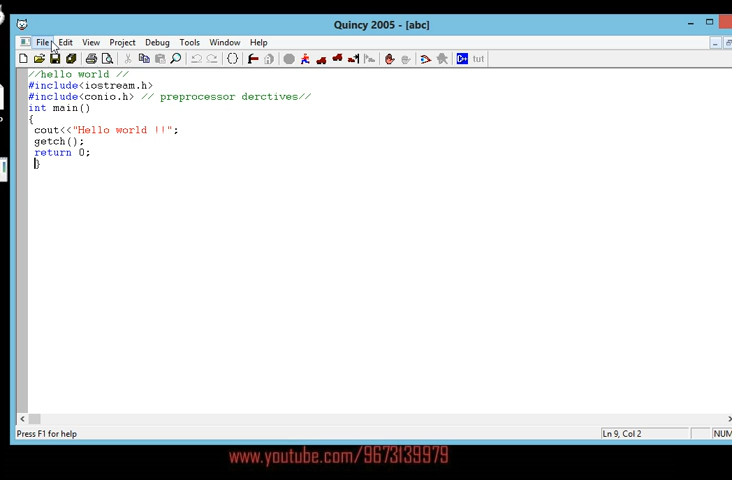 Quincy 2005 - [abc]
File Edit View Project Debug Tools Window Help
tut
//hello world //
#include<iostream.h>
#include<conio.h> // preprocessor derctives//
int main()
{
cout<<"Hello world !!";
getch();
return 0;
}
Press F1 for help Ln 9, Col 2 NUM
www.youtube.com/9673139979